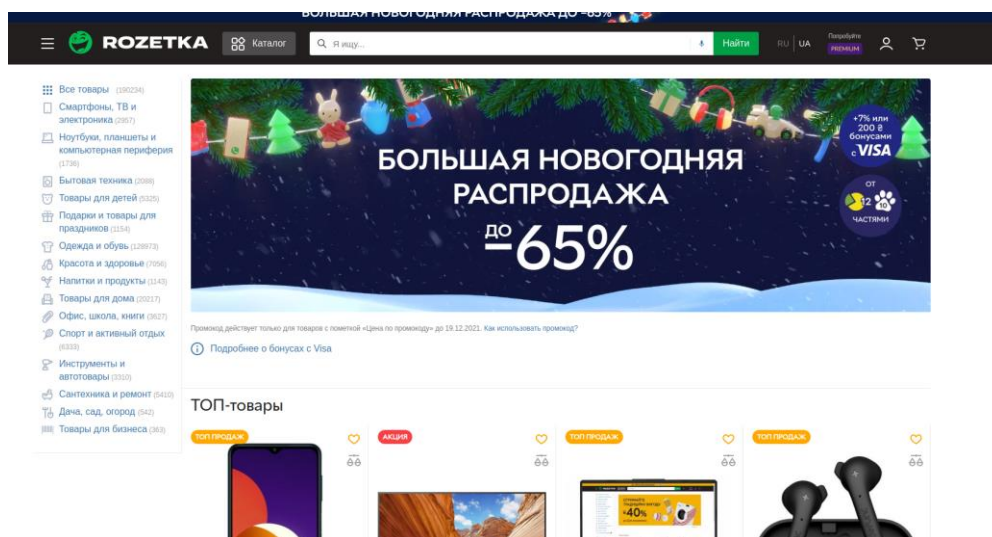 БОЛЬШАЯ НОВОГОДНЯЯ РАСПРОДАЖА ДО -65%
ROZETKA
Каталог
Я ищу...
Найти
RU | UA
Попробуйте
PREMIUM
Все товары (190234)
Смартфоны, ТВ и
электроника (2957)
Ноутбуки, планшеты и
компьютерная периферия
(1736)
Бытовая техника (2098)
Товары для детей (5325)
Подарки и товары для
праздников (1154)
Одежда и обувь (128973)
Красота и здоровье (7056)
Напитки и продукты (1143)
Товары для дома (20217)
Офис, школа, книги (3627)
Спорт и активный отдых
(6333)
Инструменты и
автотовары (3310)
Сантехника и ремонт (5410)
Дача, сад, огород (542)
Товары для бизнеса (363)
БОЛЬШАЯ НОВОГОДНЯЯ
РАСПРОДАЖА
ДО -65%
+7% или
200 ₴
бонусами
с VISA
ОТ
12 10
ЧАСТЯМИ
Промокод действует только для товаров с пометкой «Цена по промокоду» до 19.12.2021. Как использовать промокод?
Подробнее о бонусах с Visa
ТОП-товары
ТОП ПРОДАЖ
АКЦИЯ
ТОП ПРОДАЖ
ТОП ПРОДАЖ
-40%